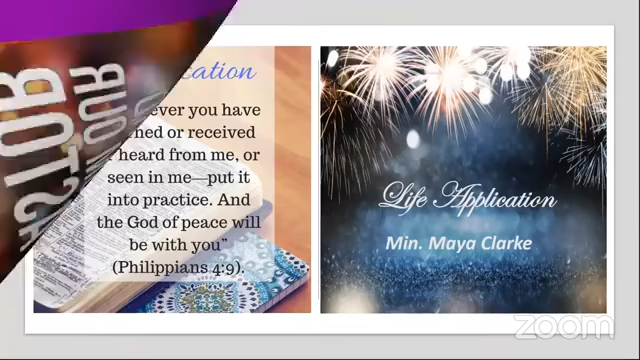 cation
ever you have
ned or received
heard from me, or
seen in me—put it
into practice. And
the God of peace will
be with you”
(Philippians 4:9).
Life Application
Min. Maya Clarke
zoom